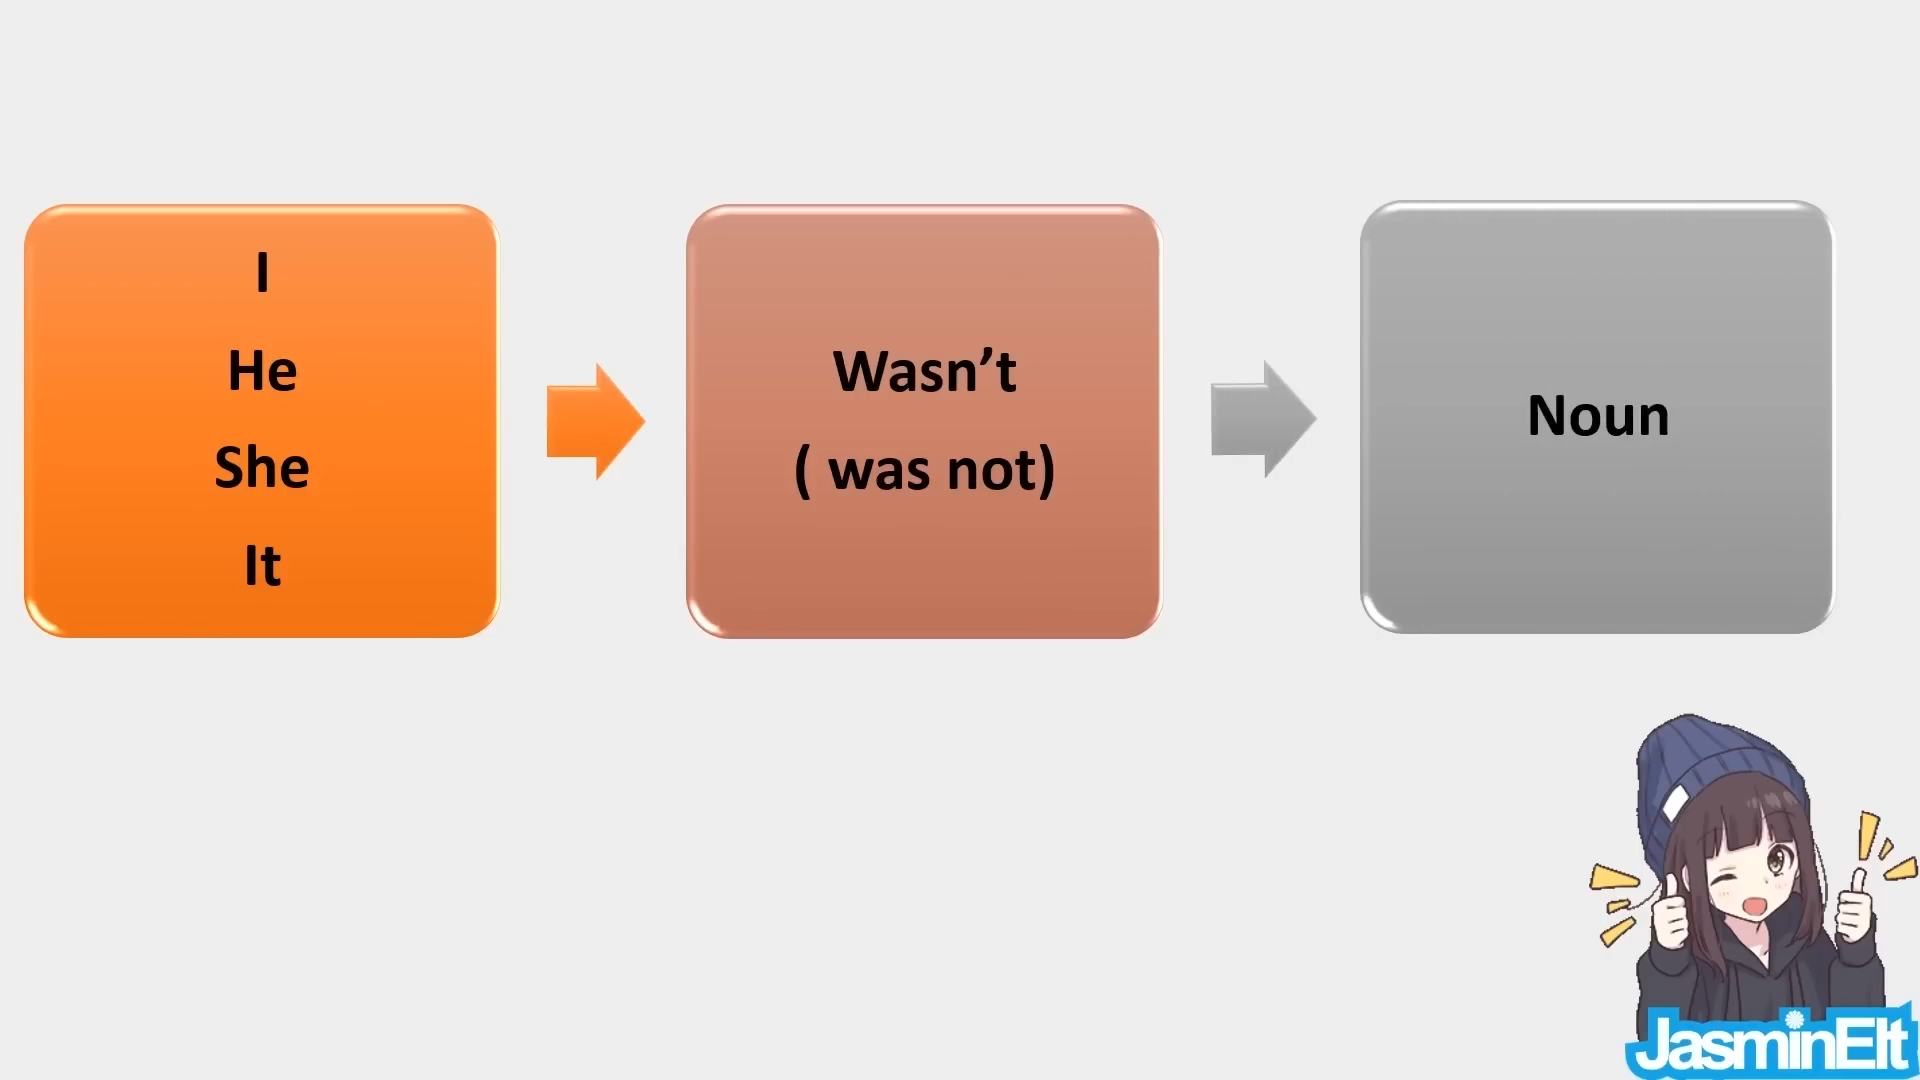 I
He
She
It
Wasn’t
( was not)
Noun
JasminElt